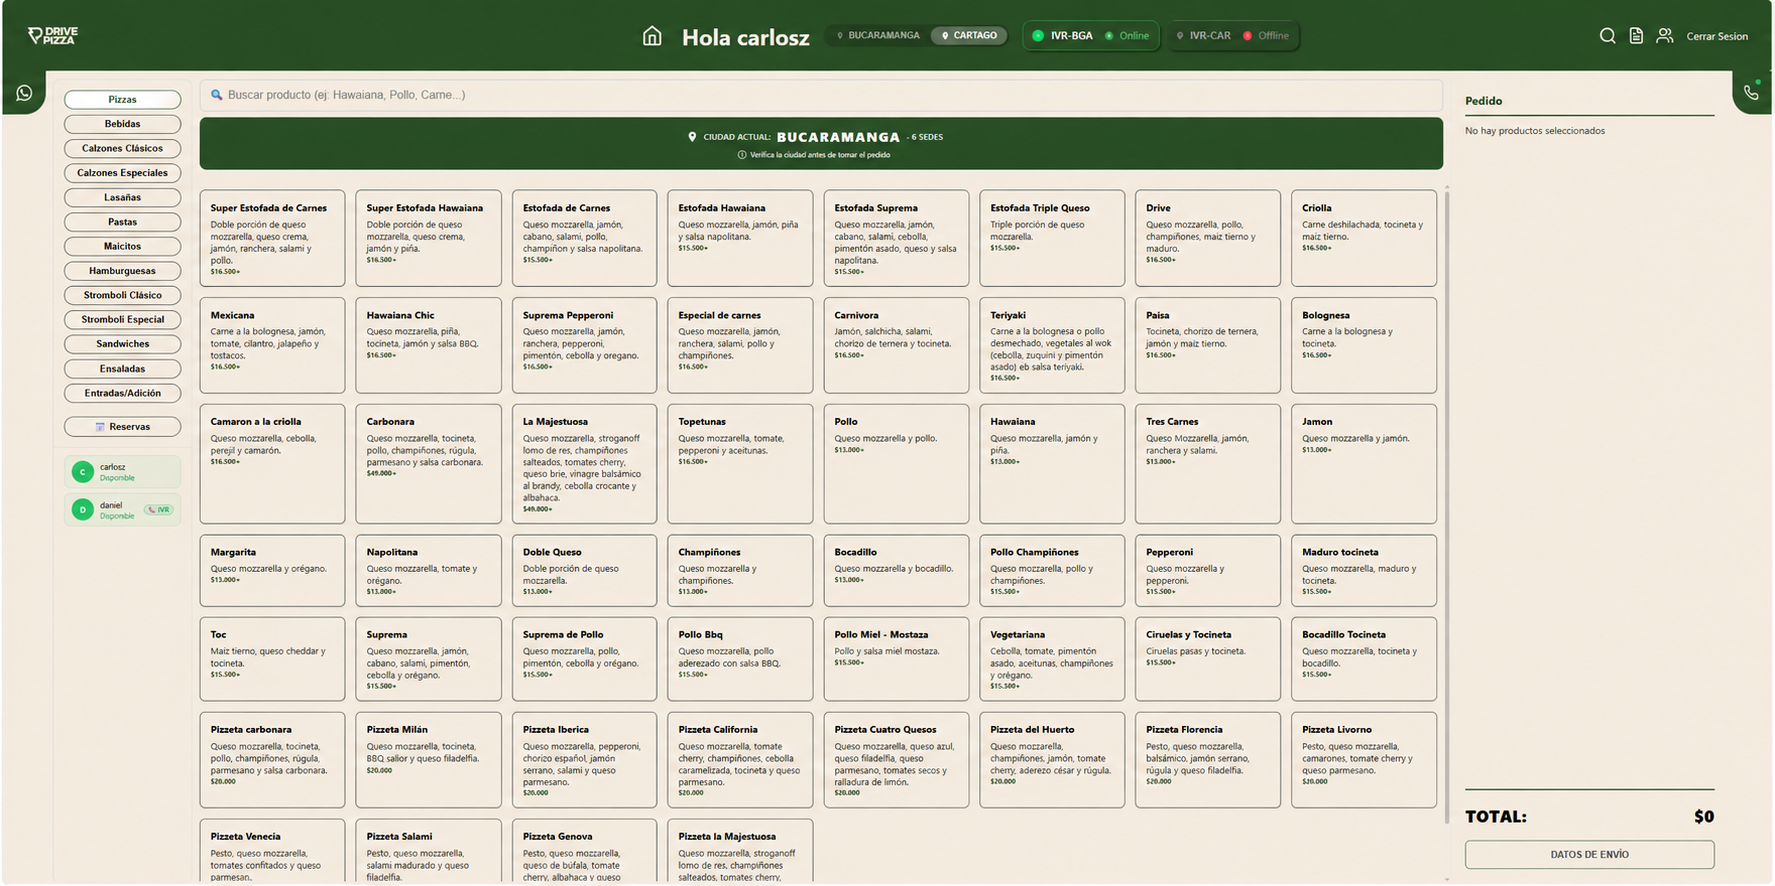 DRIVE
PIZZA
Hola carlosz
BUCARAMANGA
CARTAGO
IVR-BGA
Online
IVR-CAR
Offline
Cerrar Sesion
Pizzas
Bebidas
Calzones Clásicos
Calzones Especiales
Lasañas
Pastas
Maicitos
Hamburguesas
Stromboli Clásico
Stromboli Especial
Sandwiches
Ensaladas
Entradas/Adición
Reservas
C
carlosz
Disponible
D
daniel
Disponible
IVR
Buscar producto (ej: Hawaiana, Pollo, Carne...)
CIUDAD ACTUAL: BUCARAMANGA - 6 SEDES
Verifica la ciudad antes de tomar el pedido
Super Estofada de Carnes
Doble porción de queso
mozzarella, queso crema,
jamón, ranchera, salami y
pollo.
$16.500+
Super Estofada Hawaiana
Doble porción de queso
mozzarella, queso crema,
jamón y piña.
$16.500+
Estofada de Carnes
Queso mozzarella, jamón,
cabano, salami, pollo,
champiñon y salsa napolitana.
$15.500+
Estofada Hawaiana
Queso mozzarella, jamón, piña
y salsa napolitana.
$15.500+
Estofada Suprema
Queso mozzarella, jamón,
cabano, salami, cebolla,
pimentón asado, queso y salsa
napolitana.
$15.500+
Estofada Triple Queso
Triple porción de queso
mozzarella.
$15.500+
Drive
Queso mozzarella, pollo,
champiñones, maiz tierno y
maduro.
$16.500+
Criolla
Carne deshilachada, tocineta y
maiz tierno.
$16.500+
Mexicana
Carne a la bolognesa, jamón,
tomate, cilantro, jalapeño y
tostacos.
$16.500+
Hawaiana Chic
Queso mozzarella, piña,
tocineta, jamón y salsa BBQ.
$16.500+
Suprema Pepperoni
Queso mozzarella, jamón,
ranchera, pepperoni,
pimentón, cebolla y oregano.
$16.500+
Especial de carnes
Queso mozzarella, jamón,
ranchera, salami, pollo y
champiñones.
$16.500+
Carnivora
Jamón, salchicha, salami,
chorizo de ternera y tocineta.
$16.500+
Teriyaki
Carne a la bolognesa o pollo
desmechado, vegetales al wok
(cebolla, zuquini y pimentón
asado) eb salsa teriyaki.
$16.500+
Paisa
Tocineta, chorizo de ternera,
jamón y maiz tierno.
$16.500+
Bolognesa
Carne a la bolognesa y
tocineta.
$16.500+
Camaron a la criolla
Queso mozzarella, cebolla,
perejil y camarón.
$16.500+
Carbonara
Queso mozzarella, tocineta,
pollo, champiñones, rúgula,
parmesano y salsa carbonara.
$49.000+
La Majestuosa
Queso mozzarella, stroganoff
lomo de res, champiñones
salteados, tomates cherry,
queso brie, vinagre balsámico
al brandy, cebolla crocante y
albahaca.
$49.000+
Topetunas
Queso mozzarella, tomate,
pepperoni y aceitunas.
$16.500+
Pollo
Queso mozzarella y pollo.
$13.000+
Hawaiana
Queso mozzarella, jamón y
piña.
$13.000+
Tres Carnes
Queso Mozzarella, jamón,
ranchera y salami.
$13.000+
Jamon
Queso mozzarella y jamón.
$13.000+
Margarita
Queso mozzarella y orégano.
$13.000+
Napolitana
Queso mozzarella, tomate y
orégano.
$13.000+
Doble Queso
Doble porción de queso
mozzarella.
$13.000+
Champiñones
Queso mozzarella y
champiñones.
$13.000+
Bocadillo
Queso mozzarella y bocadillo.
$13.000+
Pollo Champiñones
Queso mozzarella, pollo y
champiñones.
$15.500+
Pepperoni
Queso mozzarella y
pepperoni.
$15.500+
Maduro tocineta
Queso mozzarella, maduro y
tocineta.
$15.500+
Toc
Maiz tierno, queso cheddar y
tocineta.
$15.500+
Suprema
Queso mozzarella, jamón,
cabano, salami, pimentón,
cebolla y orégano.
$15.500+
Suprema de Pollo
Queso mozzarella, pollo,
pimentón, cebolla y orégano.
$15.500+
Pollo Bbq
Queso mozzarella, pollo
aderezado con salsa BBQ.
$15.500+
Pollo Miel - Mostaza
Pollo y salsa miel mostaza.
$15.500+
Vegetariana
Cebolla, tomate, pimentón
asado, aceitunas, champiñones
y orégano.
$15.500+
Ciruelas y Tocineta
Ciruelas pasas y tocineta.
$15.500+
Bocadillo Tocineta
Queso mozzarella, tocineta y
bocadillo.
$15.500+
Pizzeta carbonara
Queso mozzarella, tocineta,
pollo, champiñones, rúgula,
parmesano y salsa carbonara.
$20.000
Pizzeta Milán
Queso mozzarella, tocineta,
BBQ salior y queso filadelfia.
$20.000
Pizzeta Iberica
Queso mozzarella, pepperoni,
chorizo español, jamón
serrano, salami y queso
parmesano.
$20.000
Pizzeta California
Queso mozzarella, tomate
cherry, champiñones, cebolla
caramelizada, tocineta y queso
parmesano.
$20.000
Pizzeta Cuatro Quesos
Queso mozzarella, queso azul,
queso filadelfia, queso
parmesano, tomates secos y
ralladura de limón.
$20.000
Pizzeta del Huerto
Queso mozzarella,
champiñones, jamón, tomate
cherry, aderezo césar y rúgula.
$20.000
Pizzeta Florencia
Pesto, queso mozzarella,
balsámico, jamón serrano,
rúgula y queso filadelfia.
$20.000
Pizzeta Livorno
Pesto, queso mozzarella,
camarones, tomate cherry y
queso parmesano.
$20.000
Pizzeta Venecia
Pesto, queso mozzarella,
tomates confitados y queso
parmesan.
Pizzeta Salami
Pesto, queso mozzarella,
salami madurado y queso
filadelfia.
Pizzeta Genova
Pesto, queso mozzarella,
queso de búfala, tomate
cherry, albahaca y queso
Pizzeta la Majestuosa
Queso mozzarella, stroganoff
lomo de res, champiñones
salteados, tomates cherry,
Pedido
No hay productos seleccionados
TOTAL: $0
DATOS DE ENVÍO